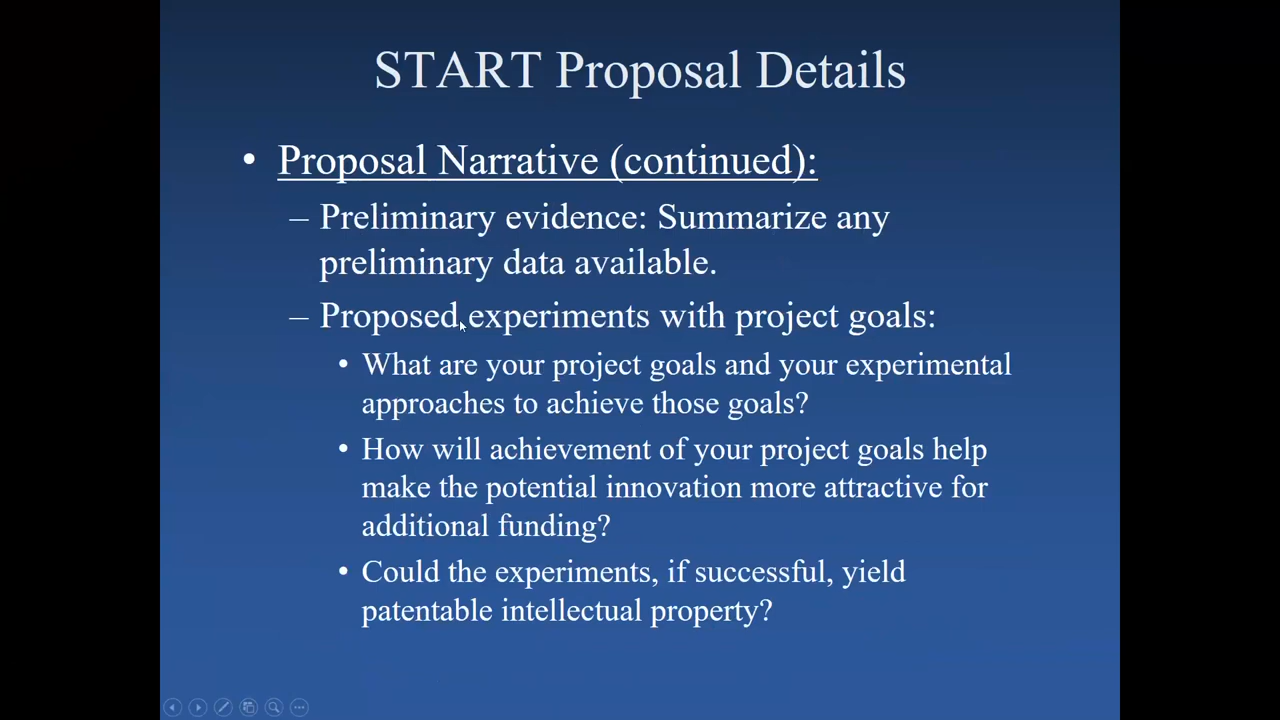 START Proposal Details
• Proposal Narrative (continued):
– Preliminary evidence: Summarize any
preliminary data available.
– Proposed experiments with project goals:
• What are your project goals and your experimental
approaches to achieve those goals?
• How will achievement of your project goals help
make the potential innovation more attractive for
additional funding?
• Could the experiments, if successful, yield
patentable intellectual property?